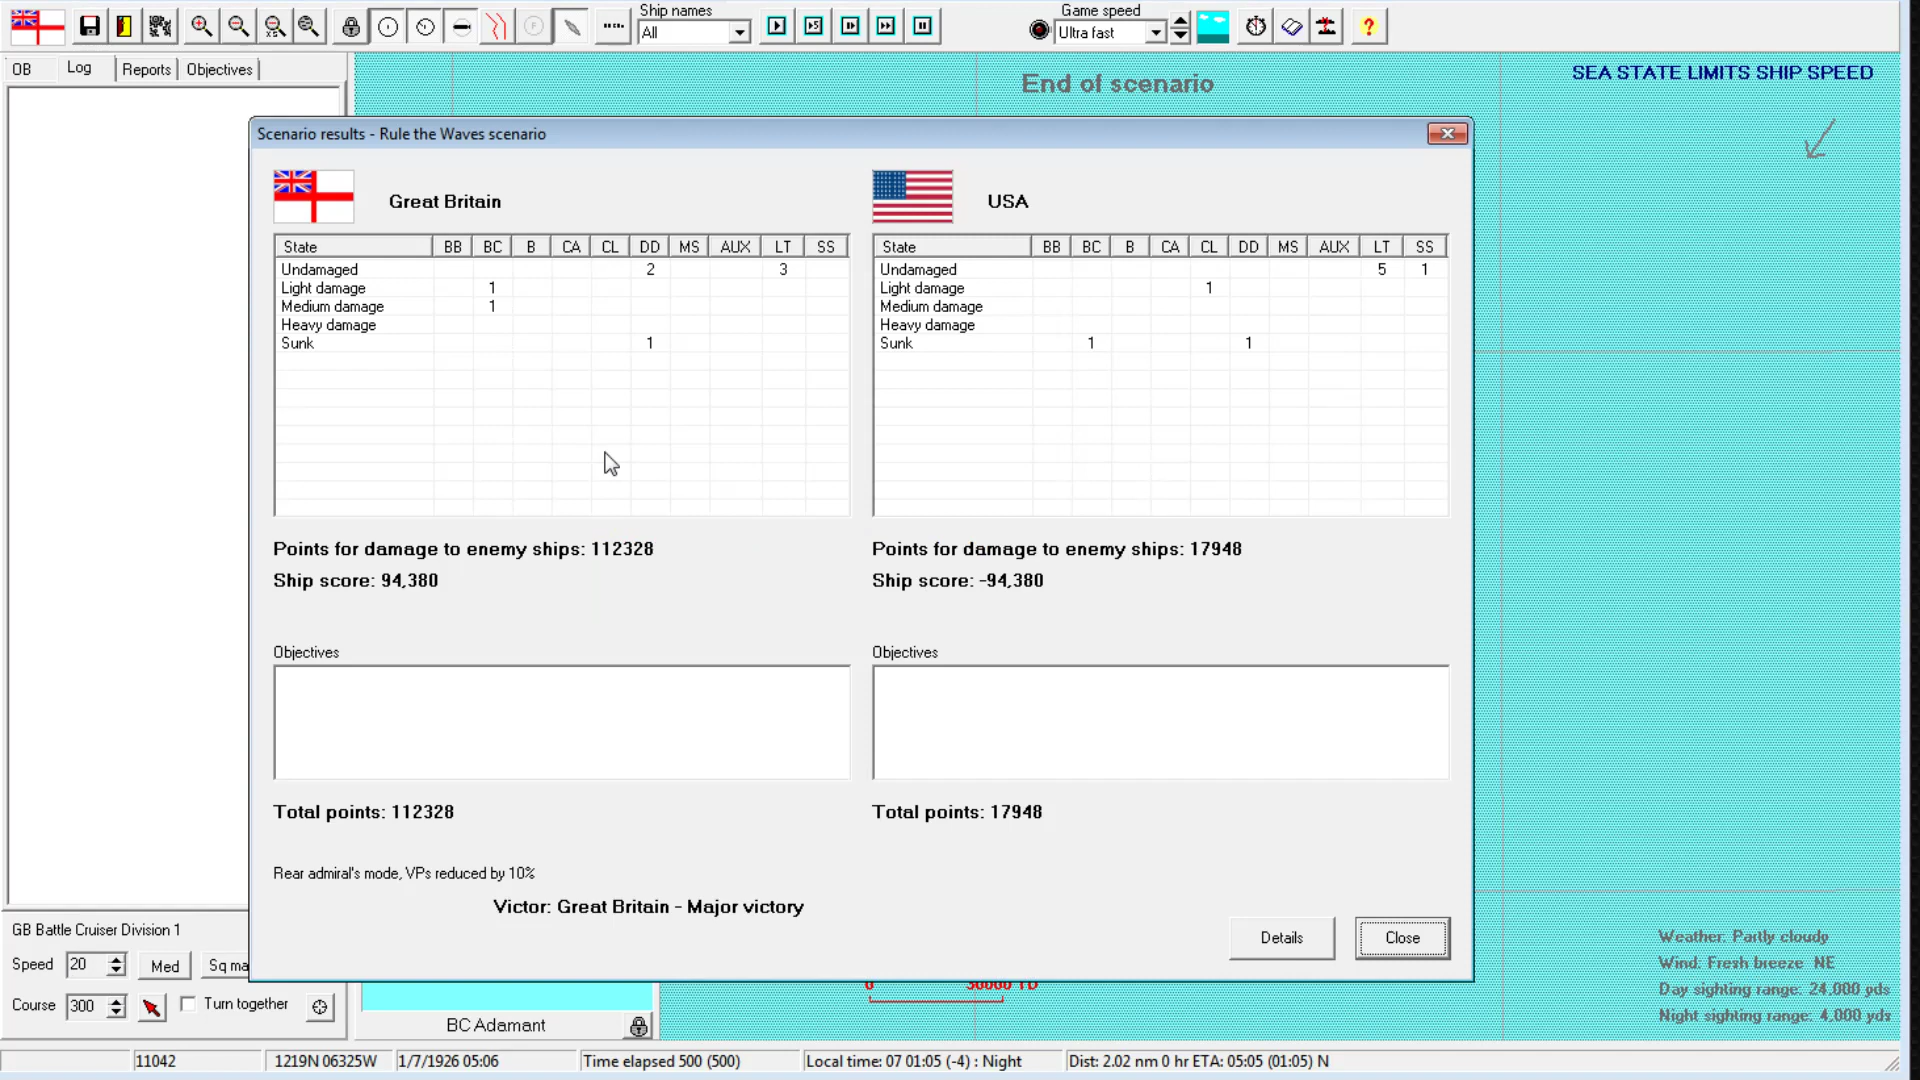 Ship names
All
Game speed
Ultra fast
OB Log Reports Objectives
End of scenario
SEA STATE LIMITS SHIP SPEED
Scenario results - Rule the Waves scenario
Great Britain
USA
State BB BC B CA CL DD MS AUX LT SS
Undamaged 2 3
Light damage 1
Medium damage 1
Heavy damage
Sunk 1
State BB BC B CA CL DD MS AUX LT SS
Undamaged 5 1
Light damage 1
Medium damage
Heavy damage
Sunk 1 1
Points for damage to enemy ships: 112328
Ship score: 94,380
Points for damage to enemy ships: 17948
Ship score: -94,380
Objectives
Objectives
Total points: 112328
Total points: 17948
Rear admiral's mode, VPs reduced by 10%
Victor: Great Britain - Major victory
Details
Close
GB Battle Cruiser Division 1
Speed 20 Med Sq ma
Course 300 Turn together
BC Adamant
Weather: Partly cloudy
Wind: Fresh breeze NE
Day sighting range: 24,000 yds
Night sighting range: 4,000 yds
11042 1219N 06325W 1/7/1926 05:06 Time elapsed 500 (500) Local time: 07 01:05 (-4) : Night Dist: 2.02 nm 0 hr ETA: 05:05 (01:05) N